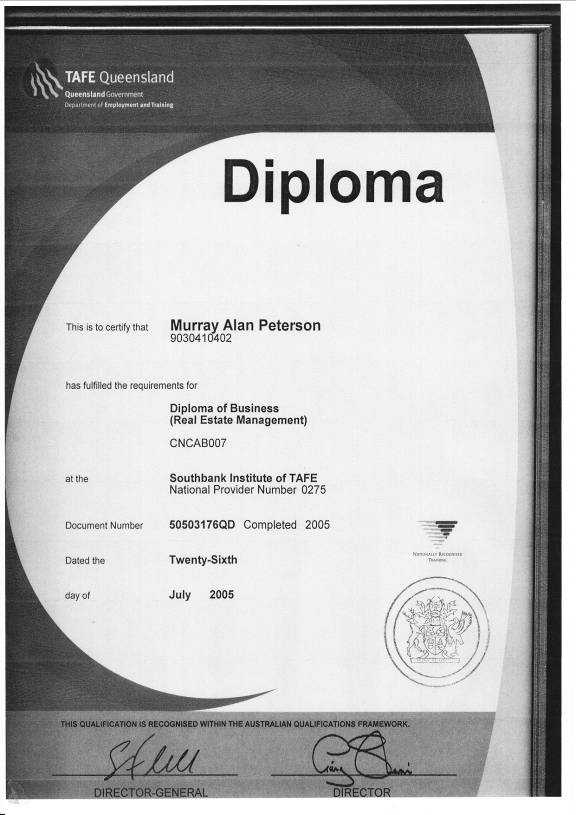 TAFE Queensland
Queensland Government
Department of Employment and Training
Diploma
This is to certify that Murray Alan Peterson
9030410402
has fulfilled the requirements for
Diploma of Business
(Real Estate Management)
CNCAB007
at the Southbank Institute of TAFE
National Provider Number 0275
Document Number 50503176QD Completed 2005
NATIONALLY RECOGNISED
TRAINING
Dated the Twenty-Sixth
day of July 2005
THIS QUALIFICATION IS RECOGNISED WITHIN THE AUSTRALIAN QUALIFICATIONS FRAMEWORK.
DIRECTOR-GENERAL DIRECTOR